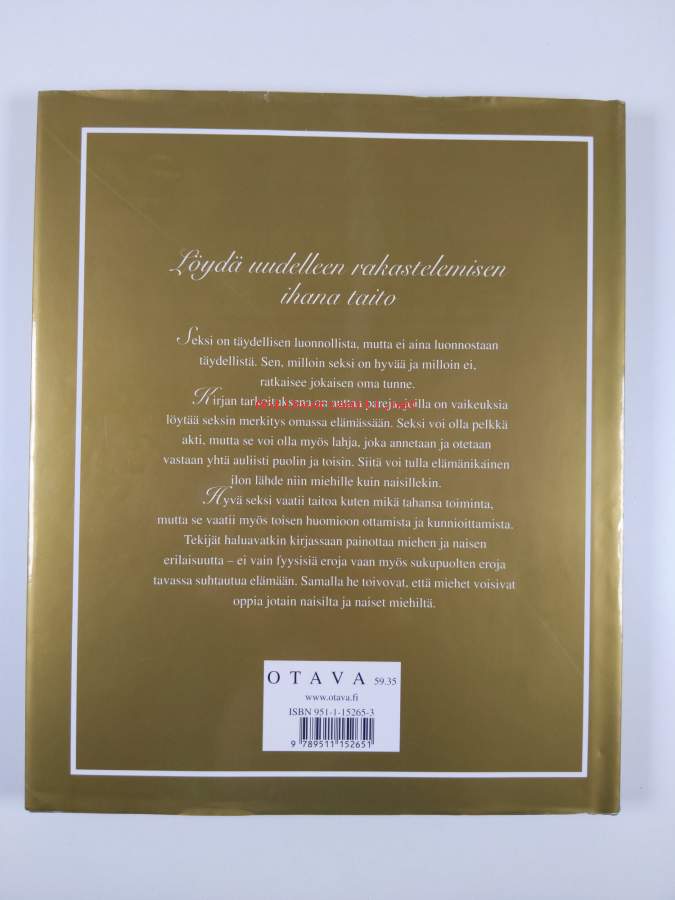 Löydä uudelleen rakastelemisen
ihana taito
Seksi on täydellisen luonnollista, mutta ei aina luonnostaan
täydellistä. Sen, milloin seksi on hyvää ja milloin ei,
ratkaisee jokaisen oma tunne.
Kirjan tarkoituksena on auttaa pareja, joilla on vaikeuksia
löytää seksin merkitys omassa elämässään. Seksi voi olla pelkkä
akti, mutta se voi olla myös lahja, joka annetaan ja otetaan
vastaan yhtä auliisti puolin ja toisin. Siitä voi tulla elämänikäinen
ilon lähde niin miehille kuin naisillekin.
Hyvä seksi vaatii taitoa kuten mikä tahansa toiminta,
mutta se vaatii myös toisen huomioon ottamista ja kunnioittamista.
Tekijät haluavatkin kirjassaan painottaa miehen ja naisen
erilaisuutta – ei vain fyysisiä eroja vaan myös sukupuolten eroja
tavassa suhtautua elämään. Samalla he toivovat, että miehet voisivat
oppia jotain naisilta ja naiset miehiltä.
OTAVA 59.35
www.otava.fi
ISBN 951-1-15265-3
9 789511 152651